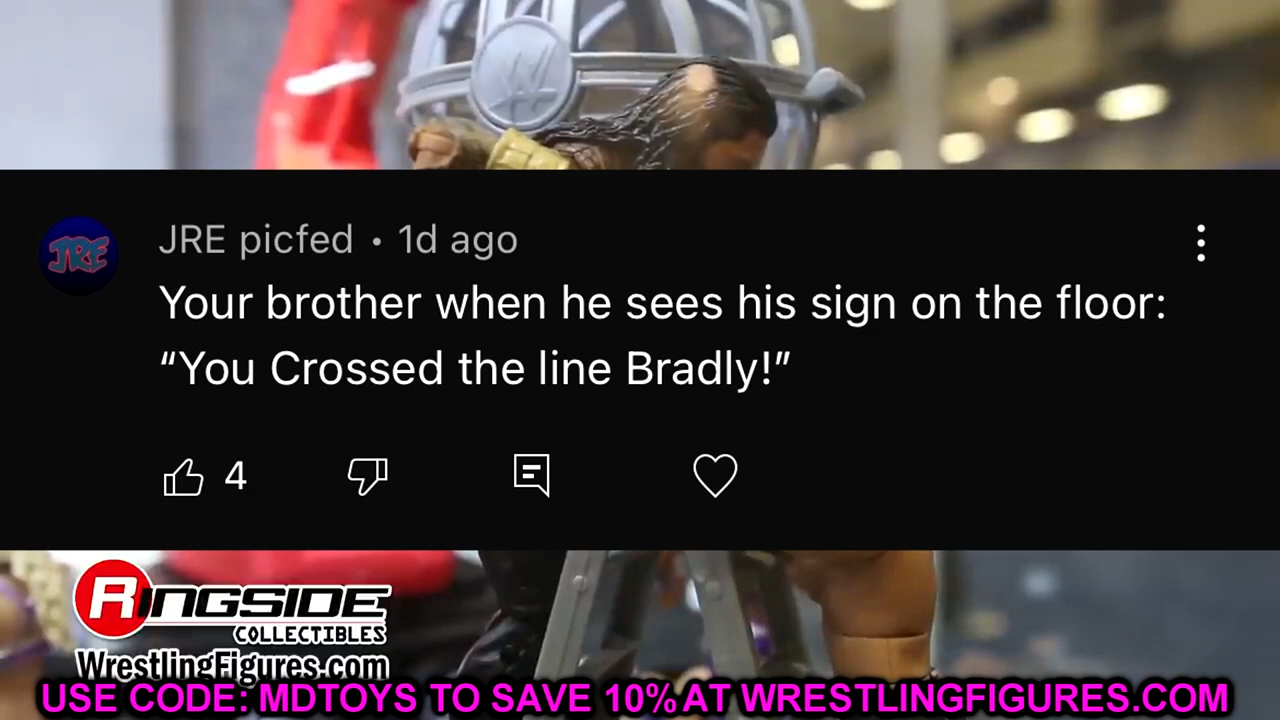 JRE
JRE picfed • 1d ago
Your brother when he sees his sign on the floor:
“You Crossed the line Bradly!”
4
RINGSIDE
COLLECTIBLES
WrestlingFigures.com
USE CODE: MDTOYS TO SAVE 10% AT WRESTLINGFIGURES.COM